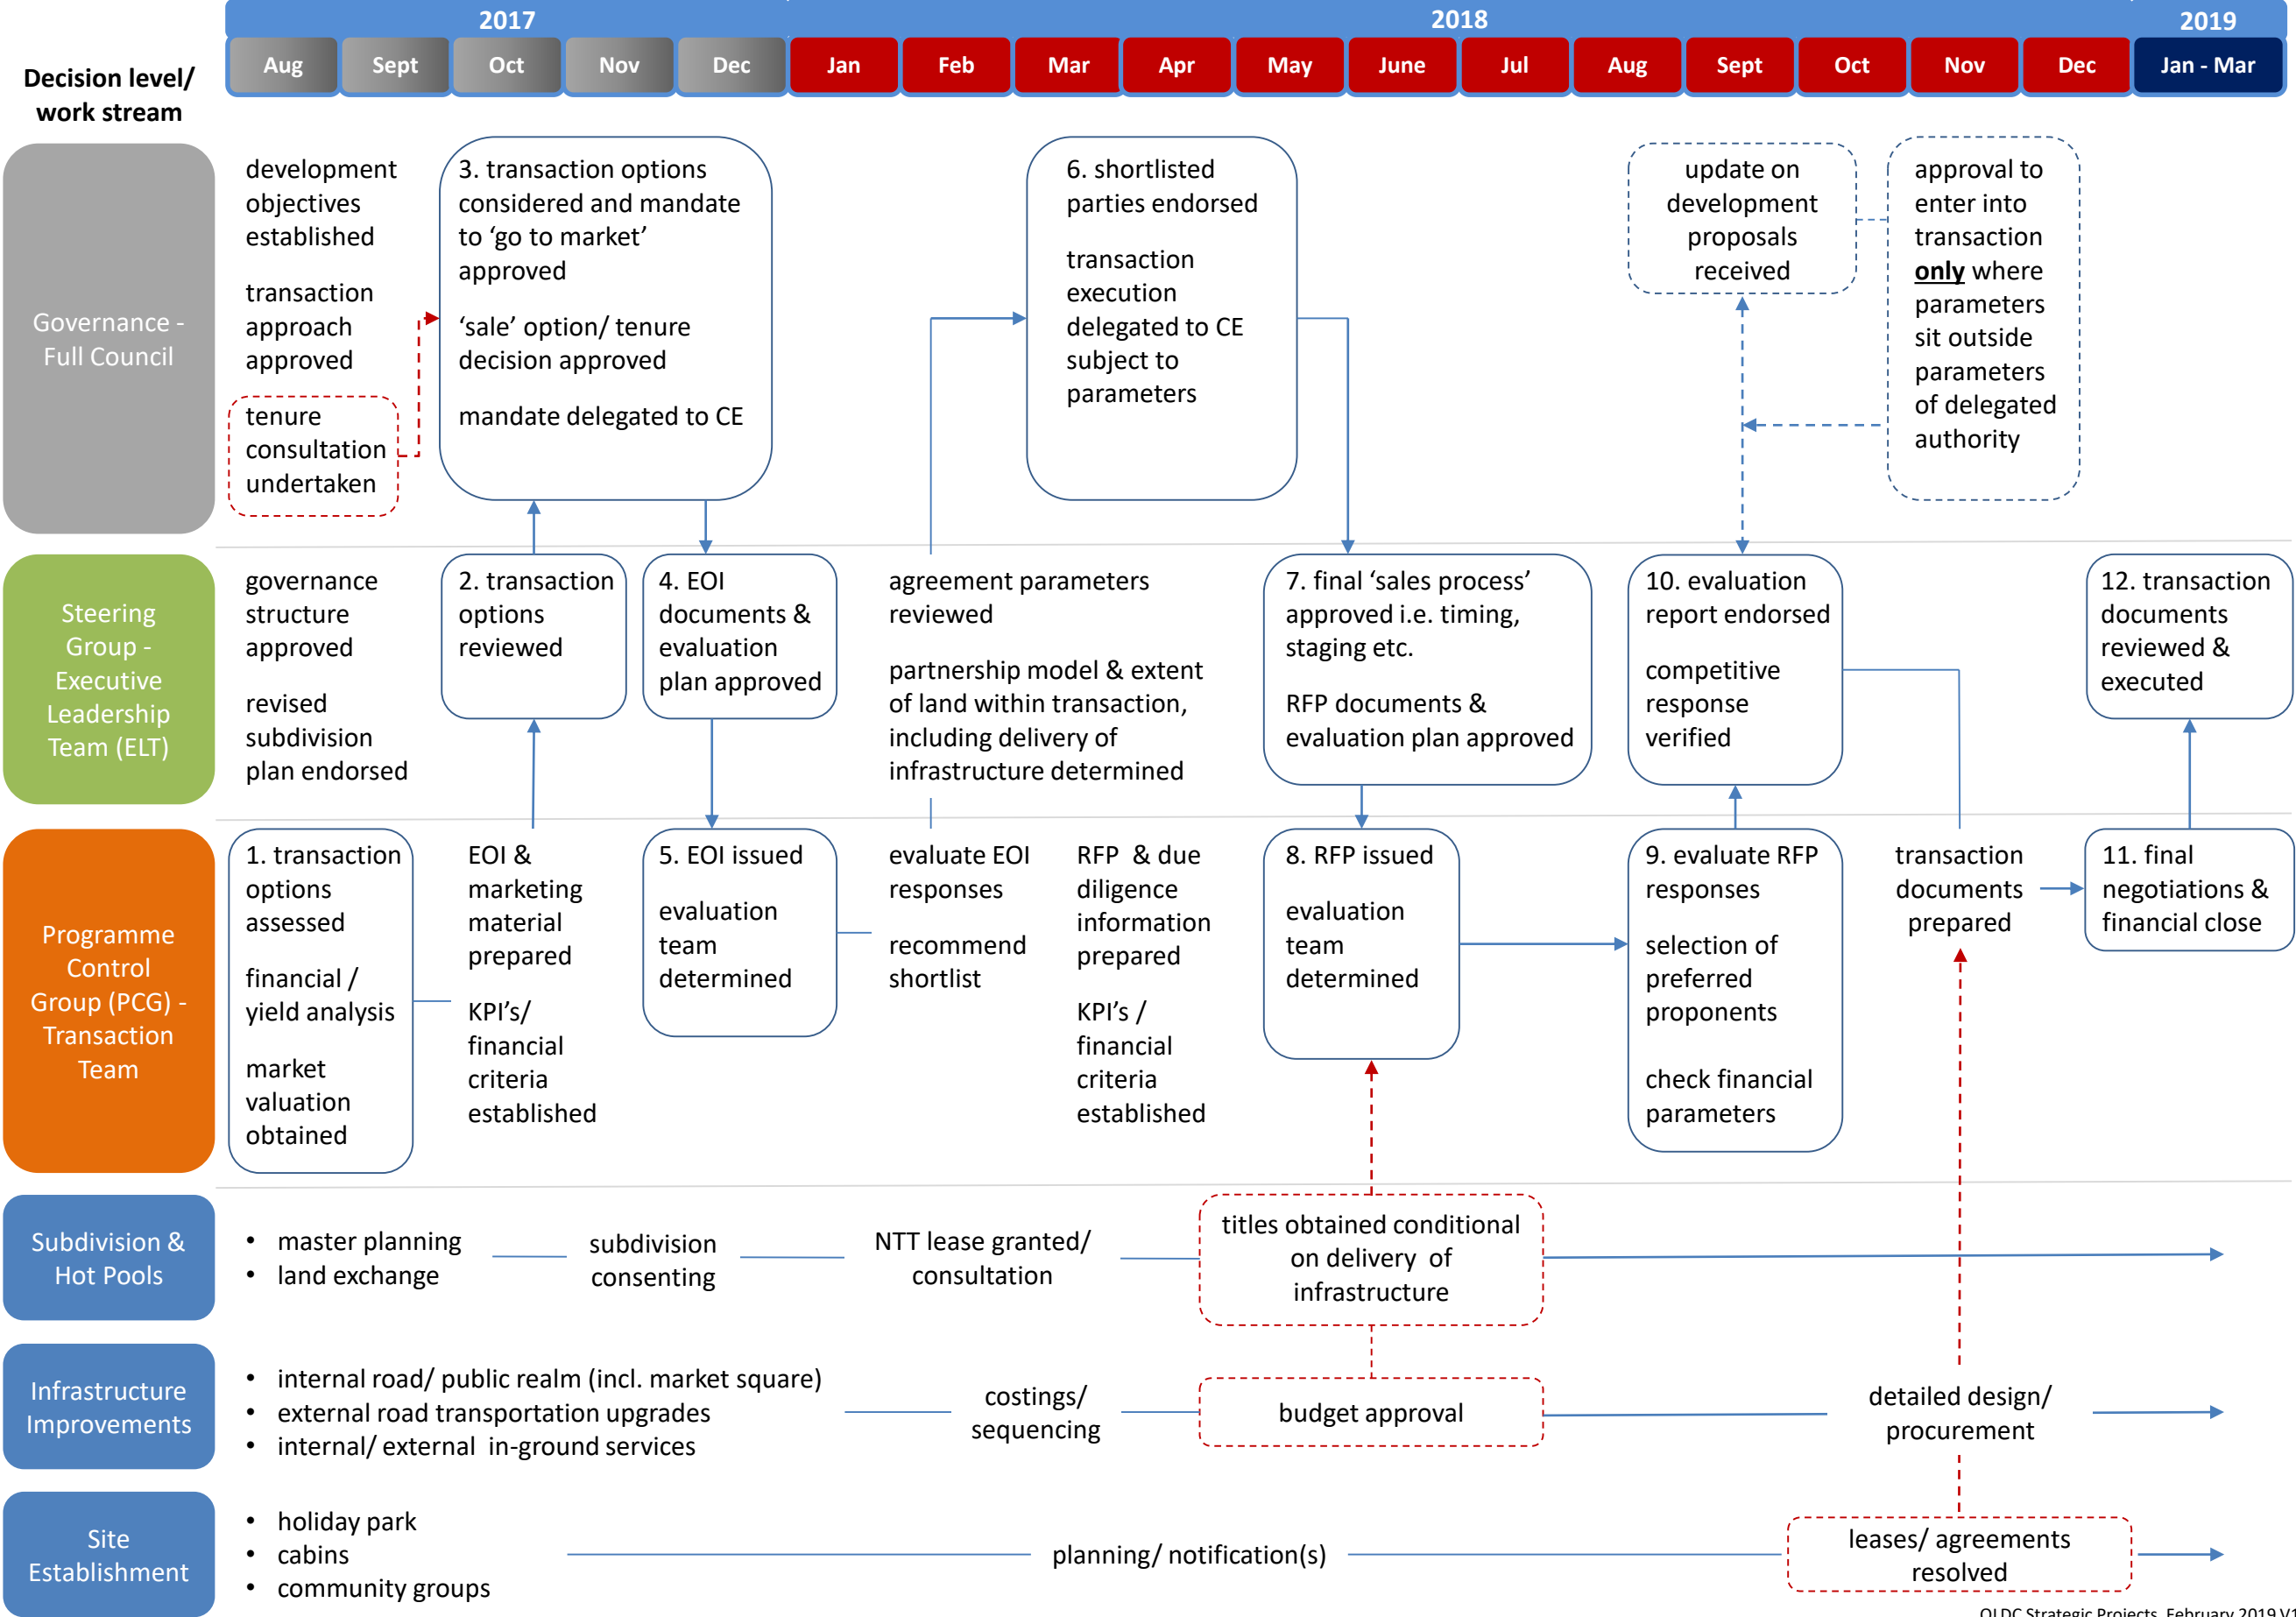 2017
2018
2019
Decision level/
work stream
Aug
Sept
Oct
Nov
Dec
Jan
Feb
Mar
Apr
May
June
Jul
Aug
Sept
Oct
Nov
Dec
Jan - Mar
Governance -
Full Council
development
objectives
established
transaction
approach
approved
tenure
consultation
undertaken
3. transaction options
considered and mandate
to ‘go to market’
approved
‘sale’ option/ tenure
decision approved
mandate delegated to CE
6. shortlisted
parties endorsed
transaction
execution
delegated to CE
subject to
parameters
update on
development
proposals
received
approval to
enter into
transaction
only where
parameters
sit outside
parameters
of delegated
authority
Steering
Group -
Executive
Leadership
Team (ELT)
governance
structure
approved
revised
subdivision
plan endorsed
2. transaction
options
reviewed
4. EOI
documents &
evaluation
plan approved
agreement parameters
reviewed
partnership model & extent
of land within transaction,
including delivery of
infrastructure determined
7. final ‘sales process’
approved i.e. timing,
staging etc.
RFP documents &
evaluation plan approved
10. evaluation
report endorsed
competitive
response
verified
12. transaction
documents
reviewed &
executed
Programme
Control
Group (PCG) -
Transaction
Team
1. transaction
options
assessed
financial /
yield analysis
market
valuation
obtained
EOI &
marketing
material
prepared
KPI’s/
financial
criteria
established
5. EOI issued
evaluation
team
determined
evaluate EOI
responses
recommend
shortlist
RFP & due
diligence
information
prepared
KPI’s /
financial
criteria
established
8. RFP issued
evaluation
team
determined
9. evaluate RFP
responses
selection of
preferred
proponents
check financial
parameters
transaction
documents
prepared
11. final
negotiations &
financial close
Subdivision &
Hot Pools
• master planning
• land exchange
subdivision
consenting
NTT lease granted/
consultation
titles obtained conditional
on delivery of
infrastructure
Infrastructure
Improvements
• internal road/ public realm (incl. market square)
• external road transportation upgrades
• internal/ external in-ground services
costings/
sequencing
budget approval
detailed design/
procurement
Site
Establishment
• holiday park
• cabins
• community groups
planning/ notification(s)
leases/ agreements
resolved
QLDC Strategic Projects, February 2019 V1